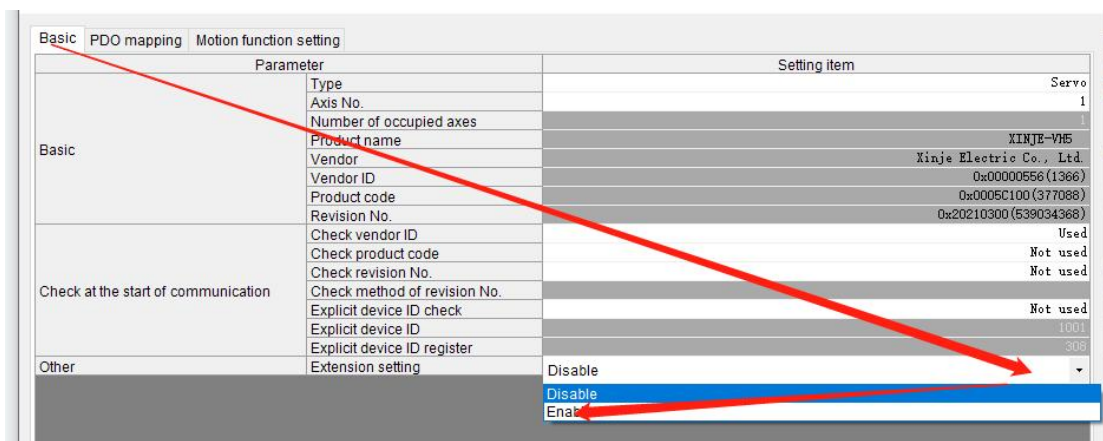 Basic PDO mapping Motion function setting
Parameter Setting item
Basic
Type Servo
Axis No. 1
Number of occupied axes 1
Product name XINJE-VH5
Vendor Xinje Electric Co., Ltd.
Vendor ID 0x00000556(1366)
Product code 0x0005C100(377088)
Revision No. 0x20210300(539034368)
Check at the start of communication
Check vendor ID Used
Check product code Not used
Check revision No. Not used
Check method of revision No.
Explicit device ID check Not used
Explicit device ID 1001
Explicit device ID register 308
Other Extension setting Disable
Disable
Enable